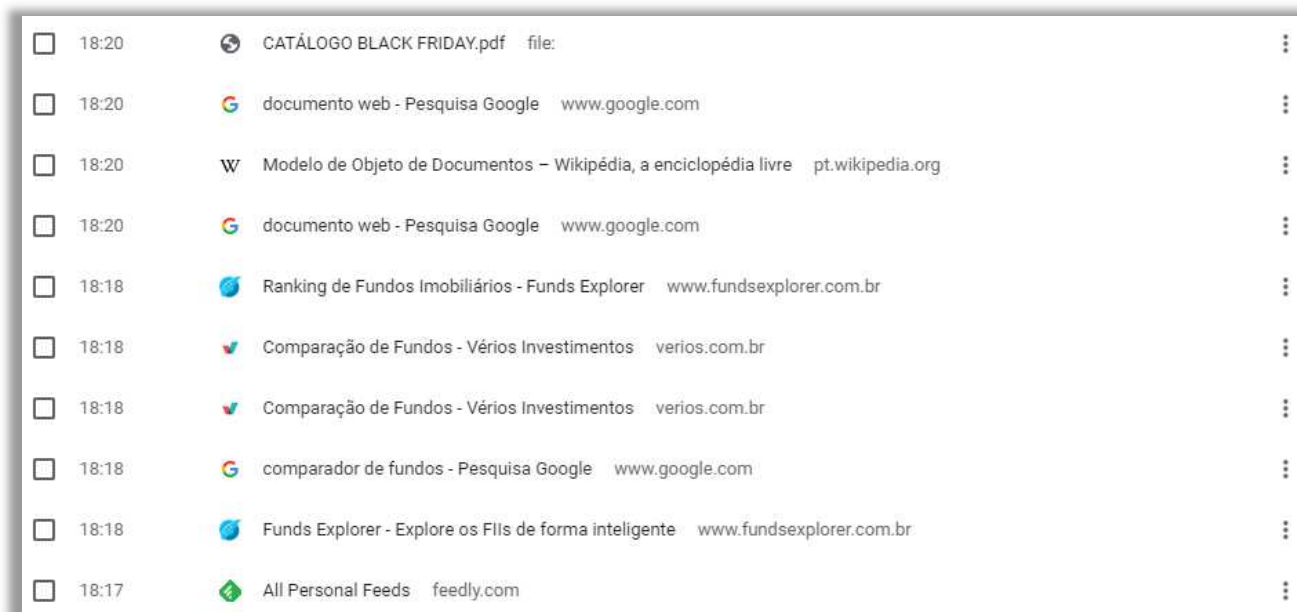 18:20 CATÁLOGO BLACK FRIDAY.pdf file:
18:20 documento web - Pesquisa Google www.google.com
18:20 W Modelo de Objeto de Documentos – Wikipédia, a enciclopédia livre pt.wikipedia.org
18:20 documento web - Pesquisa Google www.google.com
18:18 Ranking de Fundos Imobiliários - Funds Explorer www.fundsexplorer.com.br
18:18 Comparação de Fundos - Vérios Investimentos verios.com.br
18:18 Comparação de Fundos - Vérios Investimentos verios.com.br
18:18 comparador de fundos - Pesquisa Google www.google.com
18:18 Funds Explorer - Explore os FIIs de forma inteligente www.fundsexplorer.com.br
18:17 All Personal Feeds feedly.com